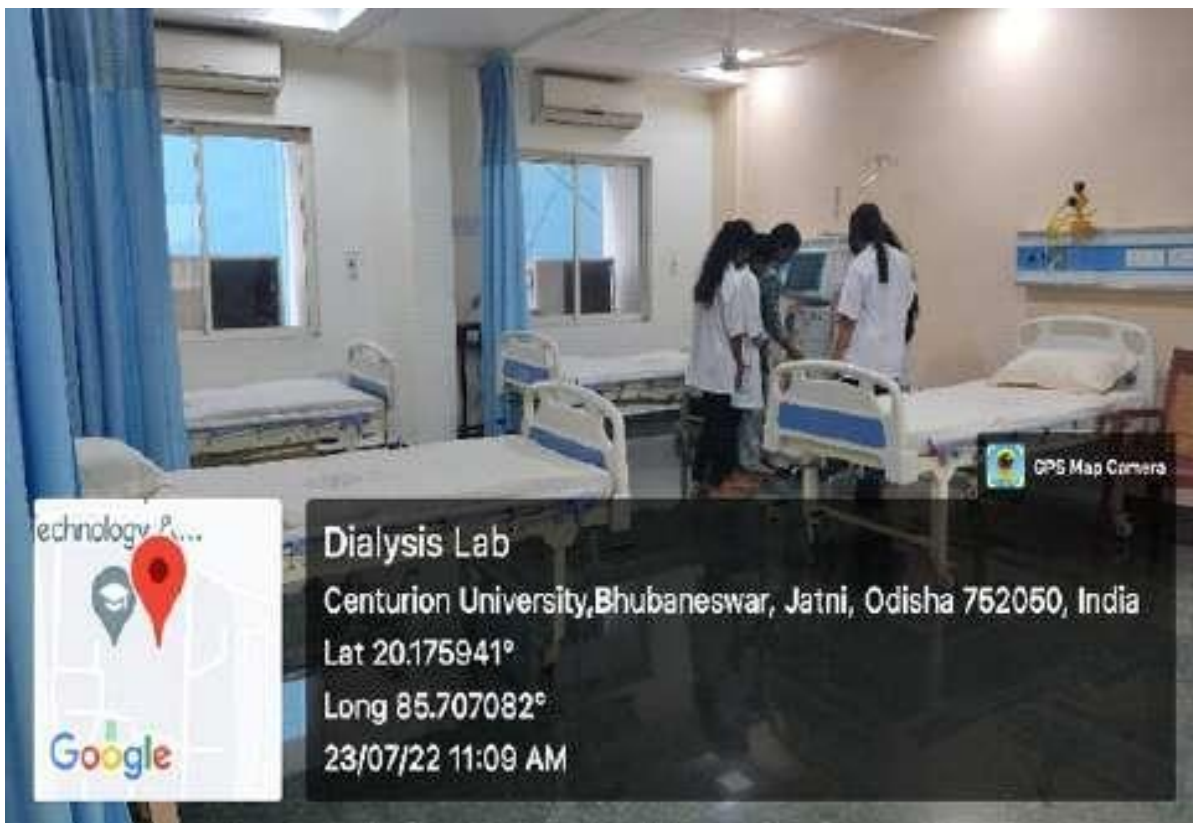 GPS Map Camera
echnology &...
Google
Dialysis Lab
Centurion University,Bhubaneswar, Jatni, Odisha 752050, India
Lat 20.175941°
Long 85.707082°
23/07/22 11:09 AM